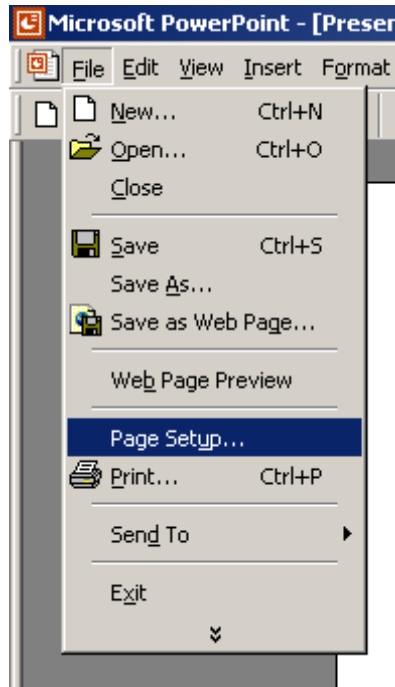 Microsoft PowerPoint - [Preser
File Edit View Insert Format
New... Ctrl+N
Open... Ctrl+O
Close
Save Ctrl+S
Save As...
Save as Web Page...
Web Page Preview
Page Setup...
Print... Ctrl+P
Send To
Exit